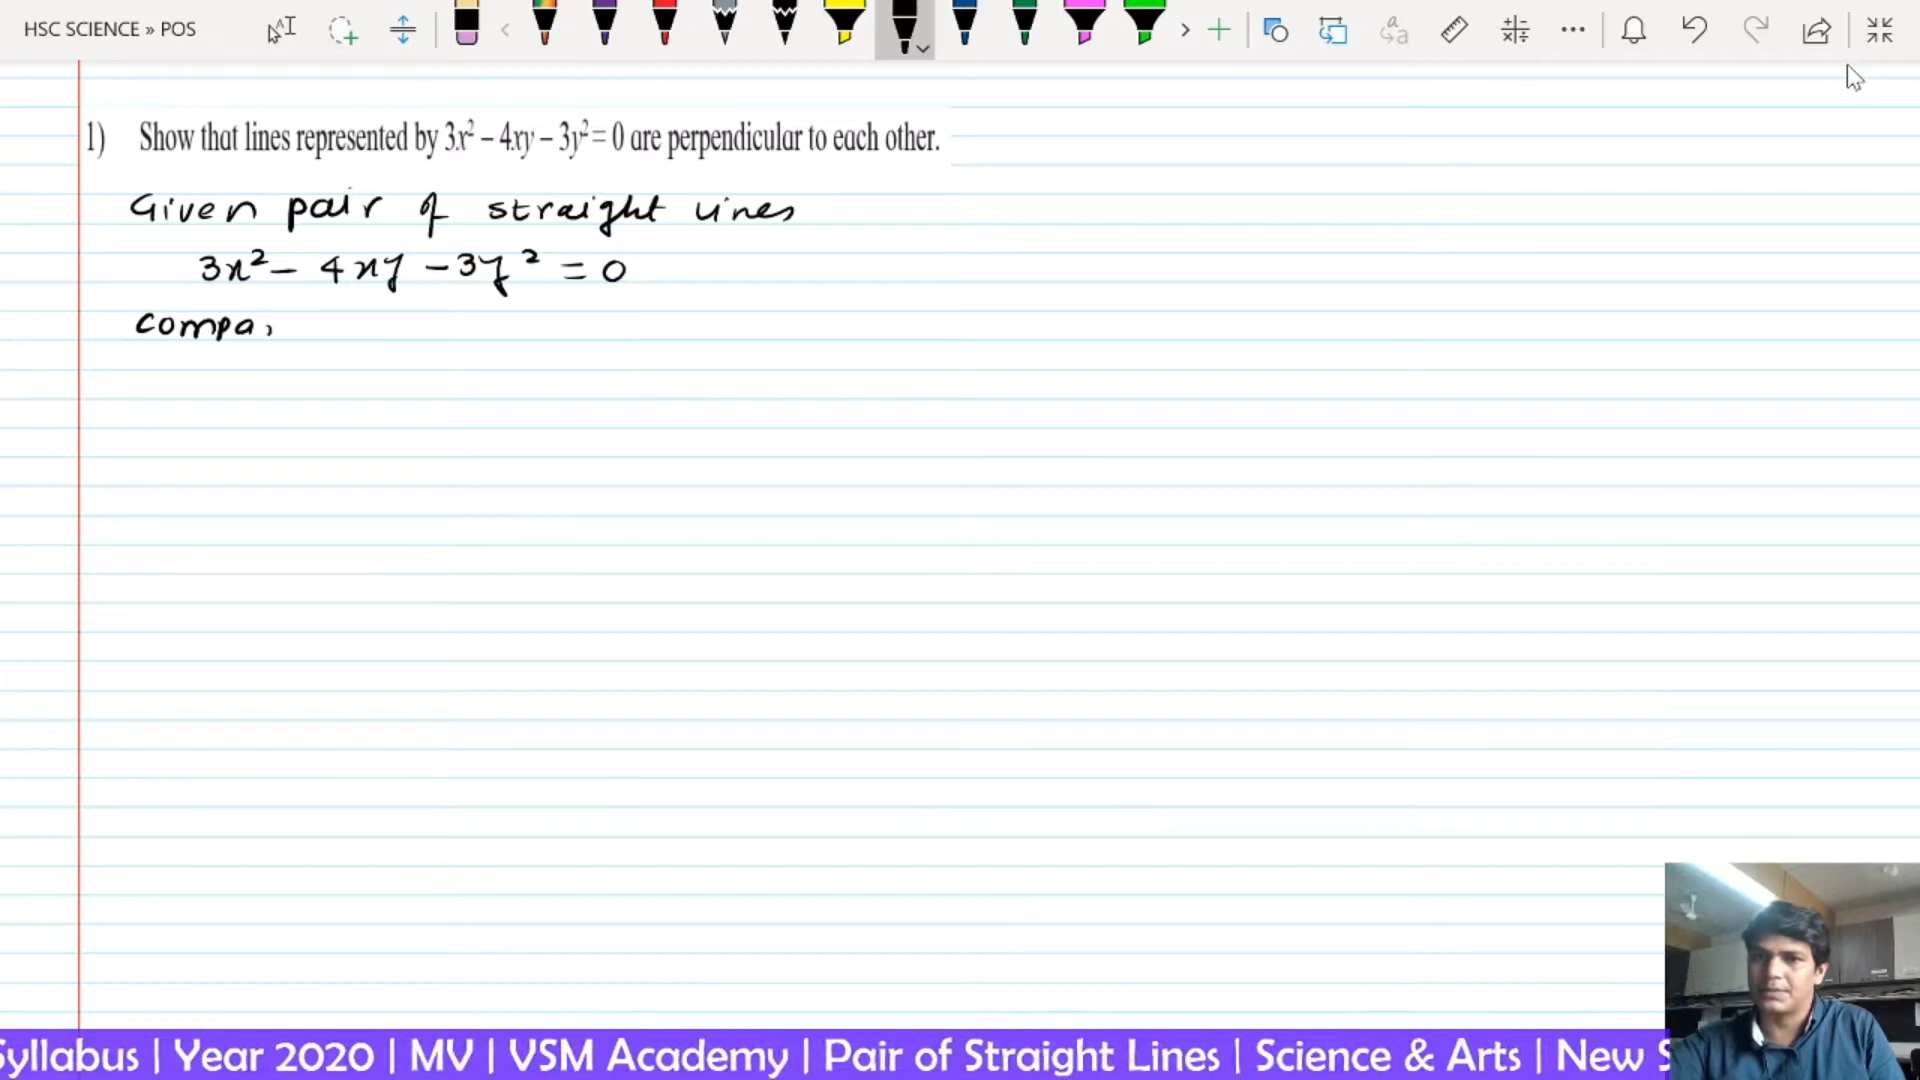 HSC SCIENCE » POS
1) Show that lines represented by 3x² – 4xy – 3y² = 0 are perpendicular to each other.
Given pair of straight lines
3x² – 4xy – 3y² = 0
compa
Syllabus | Year 2020 | MV | VSM Academy | Pair of Straight Lines | Science & Arts | New S